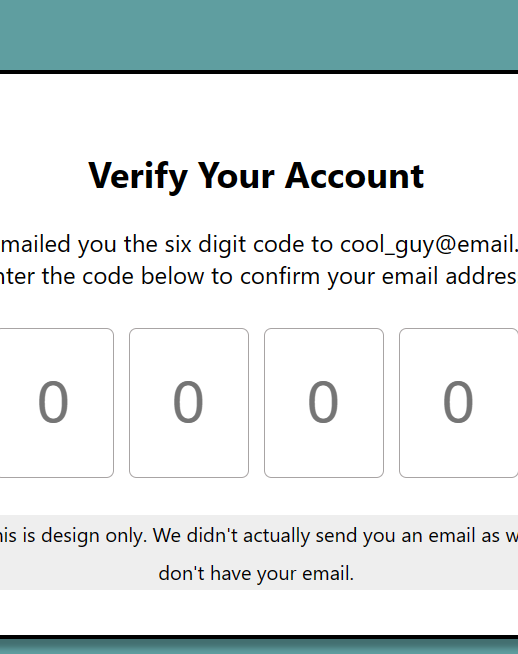 Verify Your Account
mailed you the six digit code to cool_guy@email.
nter the code below to confirm your email addres
0 0 0 0
his is design only. We didn't actually send you an email as w
don't have your email.